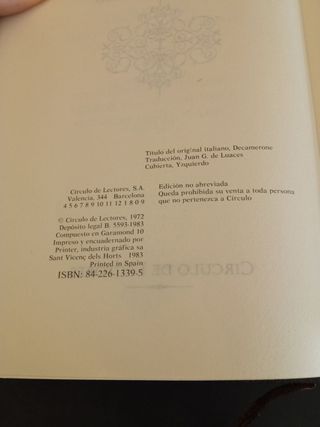 Título del original italiano, Decamerone
Traducción, Juan G. de Luaces
Cubierta, Yzquierdo
Círculo de Lectores, S.A.
Valencia, 344 Barcelona
4 5 6 7 8 9 10 11 12 1 8 0 9
Edición no abreviada
Queda prohibida su venta a toda persona
que no pertenezca a Círculo
© Círculo de Lectores, 1972
Depósito legal B. 5593-1983
Compuesto en Garamond 10
Impreso y encuadernado por
Printer, industria gráfica sa
Sant Vicenç dels Horts 1983
Printed in Spain
ISBN: 84-226-1339-5
CÍRCULO DE